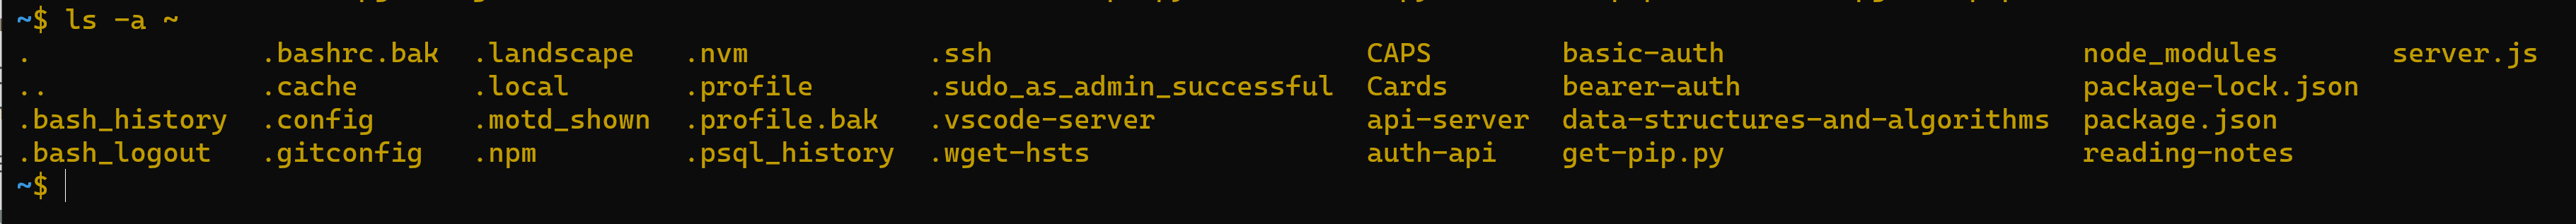 ~$ ls -a ~
. .bashrc.bak .landscape .nvm .ssh CAPS basic-auth node_modules server.js
.. .cache .local .profile .sudo_as_admin_successful Cards bearer-auth package-lock.json
.bash_history .config .motd_shown .profile.bak .vscode-server api-server data-structures-and-algorithms package.json
.bash_logout .gitconfig .npm .psql_history .wget-hsts auth-api get-pip.py reading-notes
~$